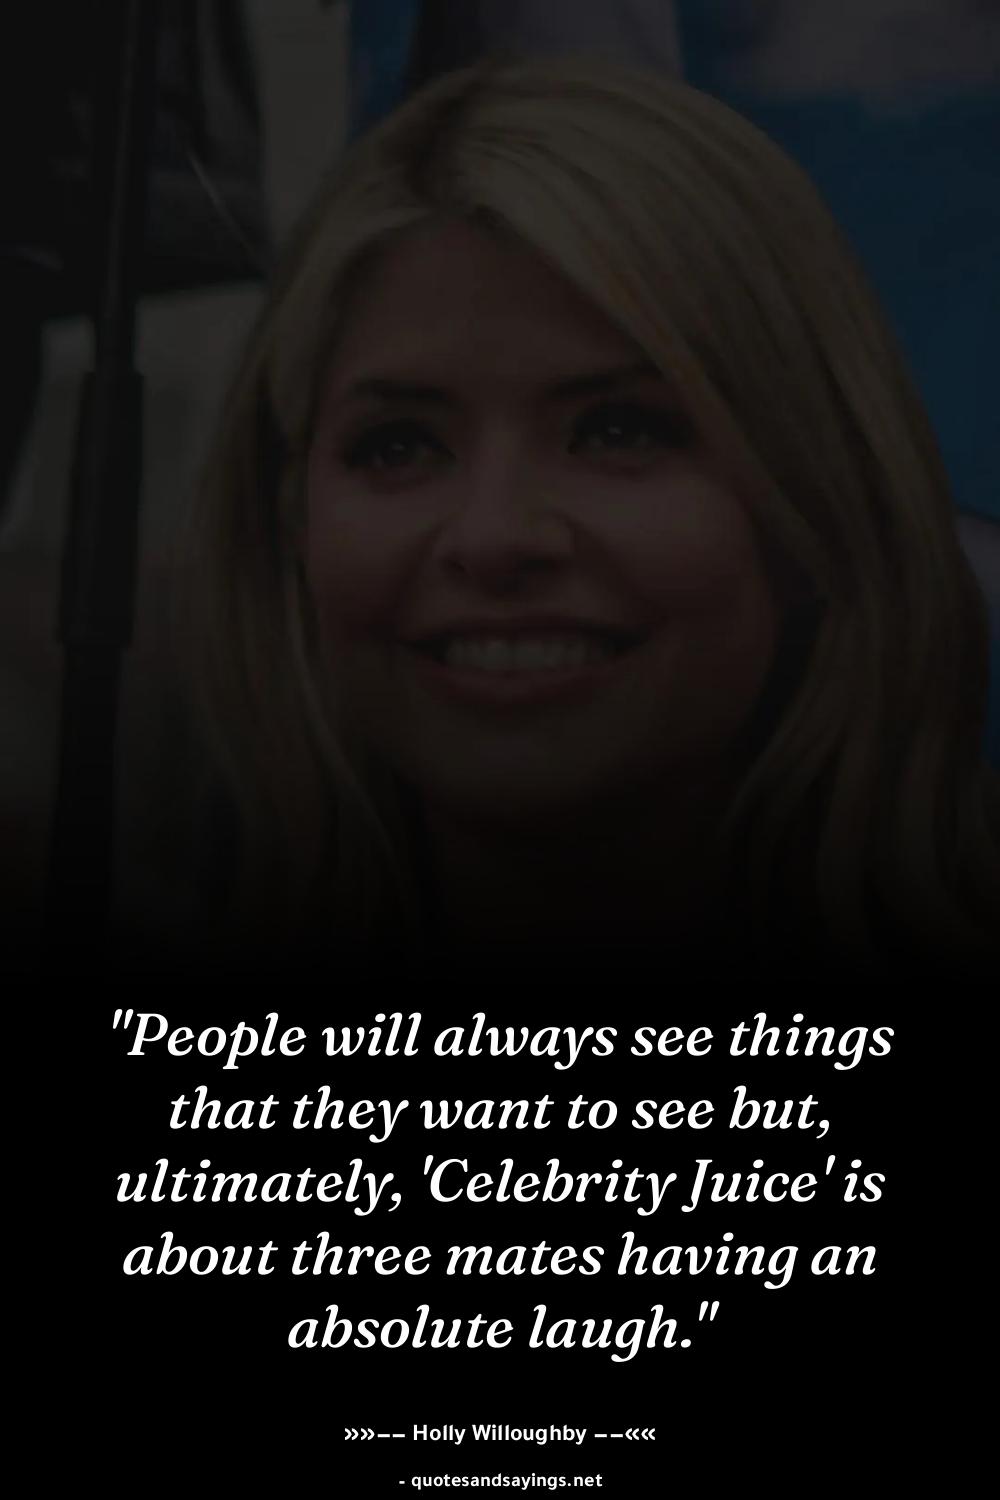 "People will always see things
that they want to see but,
ultimately, 'Celebrity Juice' is
about three mates having an
absolute laugh."
»»−− Holly Willoughby −−««
- quotesandsayings.net